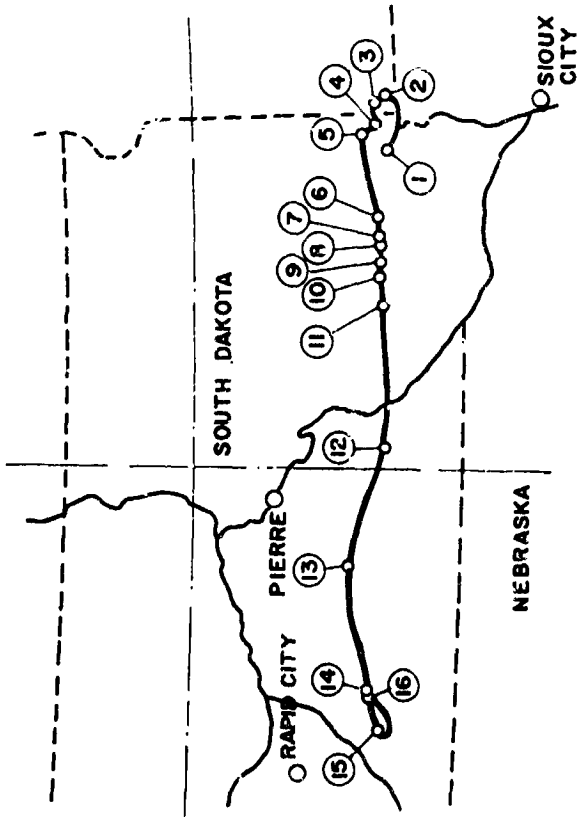 SOUTH DAKOTA
PIERRE
RAPID CITY
15
14
16
13
12
11
10
9
8
7
6
5
4
3
2
1
NEBRASKA
SIOUX
CITY